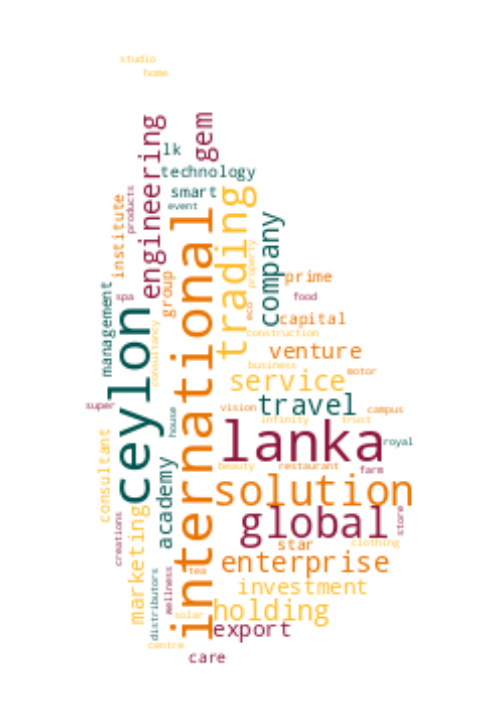 studio
home
engineering
gem
lk
technology
smart
event
products
institute
trading
company
international
group
property
prime
spa
food
eco
capital
management
ceylon
consultancy
construction
venture
business
motor
service
super
house
vision
travel
campus
infinity
trust
lanka
royal
consultant
academy
beauty
restaurant
farm
solution
creations
marketing
global
store
star
clothing
enterprise
distributors
wellness
tea
investment
solar
holding
export
centre
care